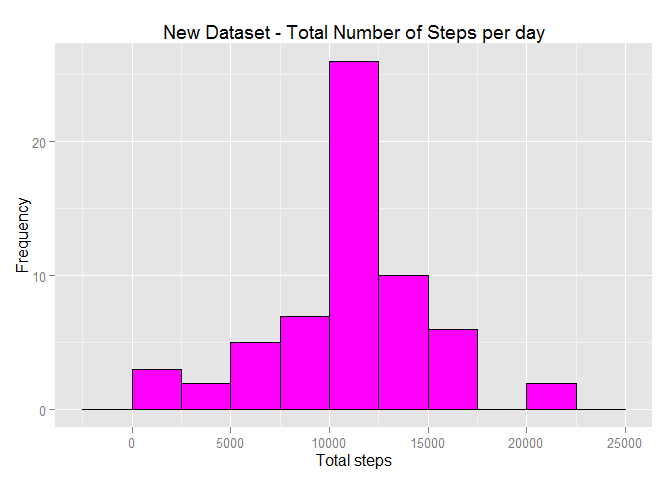 New Dataset - Total Number of Steps per day
Frequency
20
10
0
0 5000 10000 15000 20000 25000
Total steps